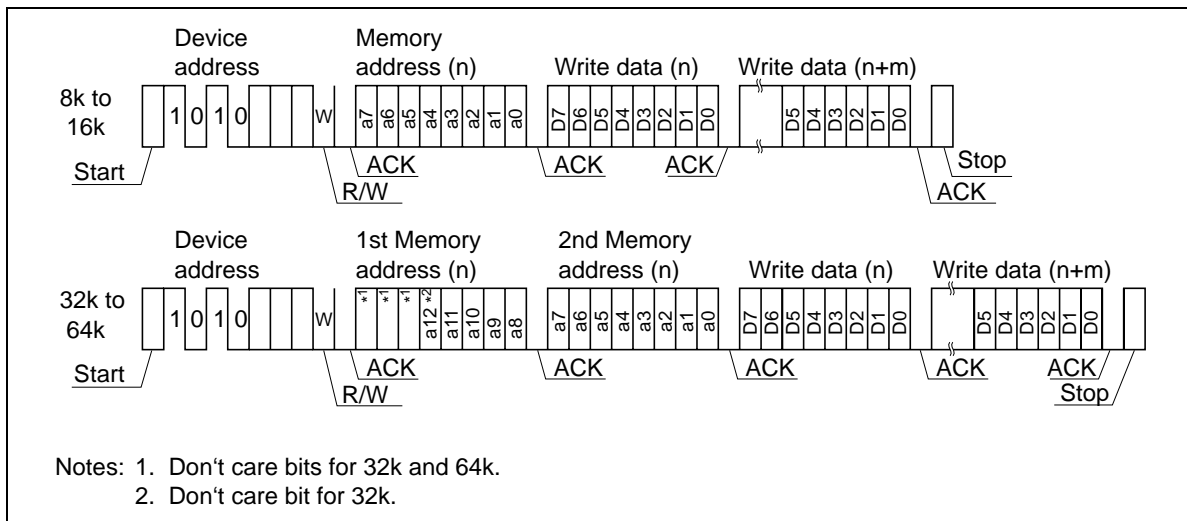 Device address
Memory address (n)
Write data (n)
Write data (n+m)
8k to 16k
1 0 1 0 W a7 a6 a5 a4 a3 a2 a1 a0 D7 D6 D5 D4 D3 D2 D1 D0 D5 D4 D3 D2 D1 D0
Start
R/W
ACK
ACK
ACK
ACK
Stop
Device address
1st Memory address (n)
2nd Memory address (n)
Write data (n)
Write data (n+m)
32k to 64k
1 0 1 0 W *1 *1 *1 a12 *2 a11 a10 a9 a8 a7 a6 a5 a4 a3 a2 a1 a0 D7 D6 D5 D4 D3 D2 D1 D0 D5 D4 D3 D2 D1 D0
Start
R/W
ACK
ACK
ACK
ACK
ACK
Stop
Notes: 1. Don‘t care bits for 32k and 64k.
2. Don‘t care bit for 32k.